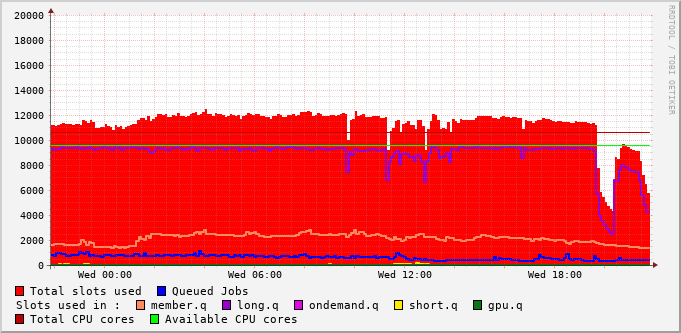 20000
18000
16000
14000
12000
10000
8000
6000
4000
2000
0
Wed 00:00 Wed 06:00 Wed 12:00 Wed 18:00
RRDTOOL / TOBI OETIKER
Total slots used Queued Jobs
Slots used in : member.q long.q ondemand.q short.q gpu.q
Total CPU cores Available CPU cores